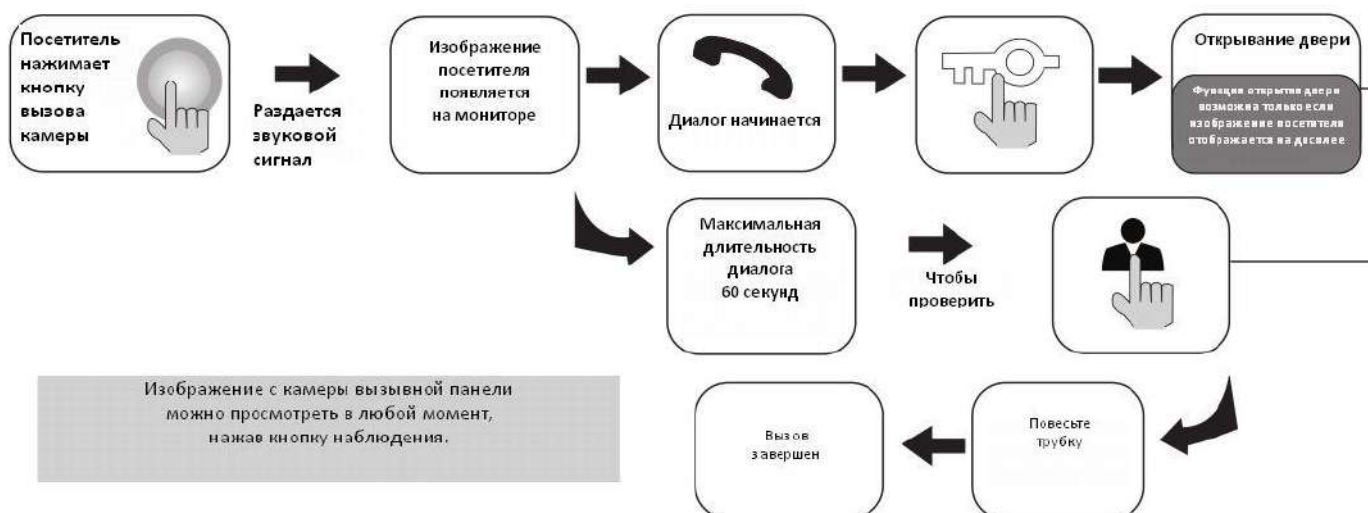 Посетитель
нажимает
кнопку
вызова
камеры
Раздается
звуковой
сигнал
Изображение
посетителя
появляется
на мониторе
Диалог начинается
Открывание двери
Функция открытия двери
возможна только если
изображение посетителя
отображается на дисплее
Максимальная
длительность
диалога
60 секунд
Чтобы
проверить
Изображение с камеры вызывной панели
можно просмотреть в любой момент,
нажав кнопку наблюдения.
Вызов
завершен
Повесьте
трубку